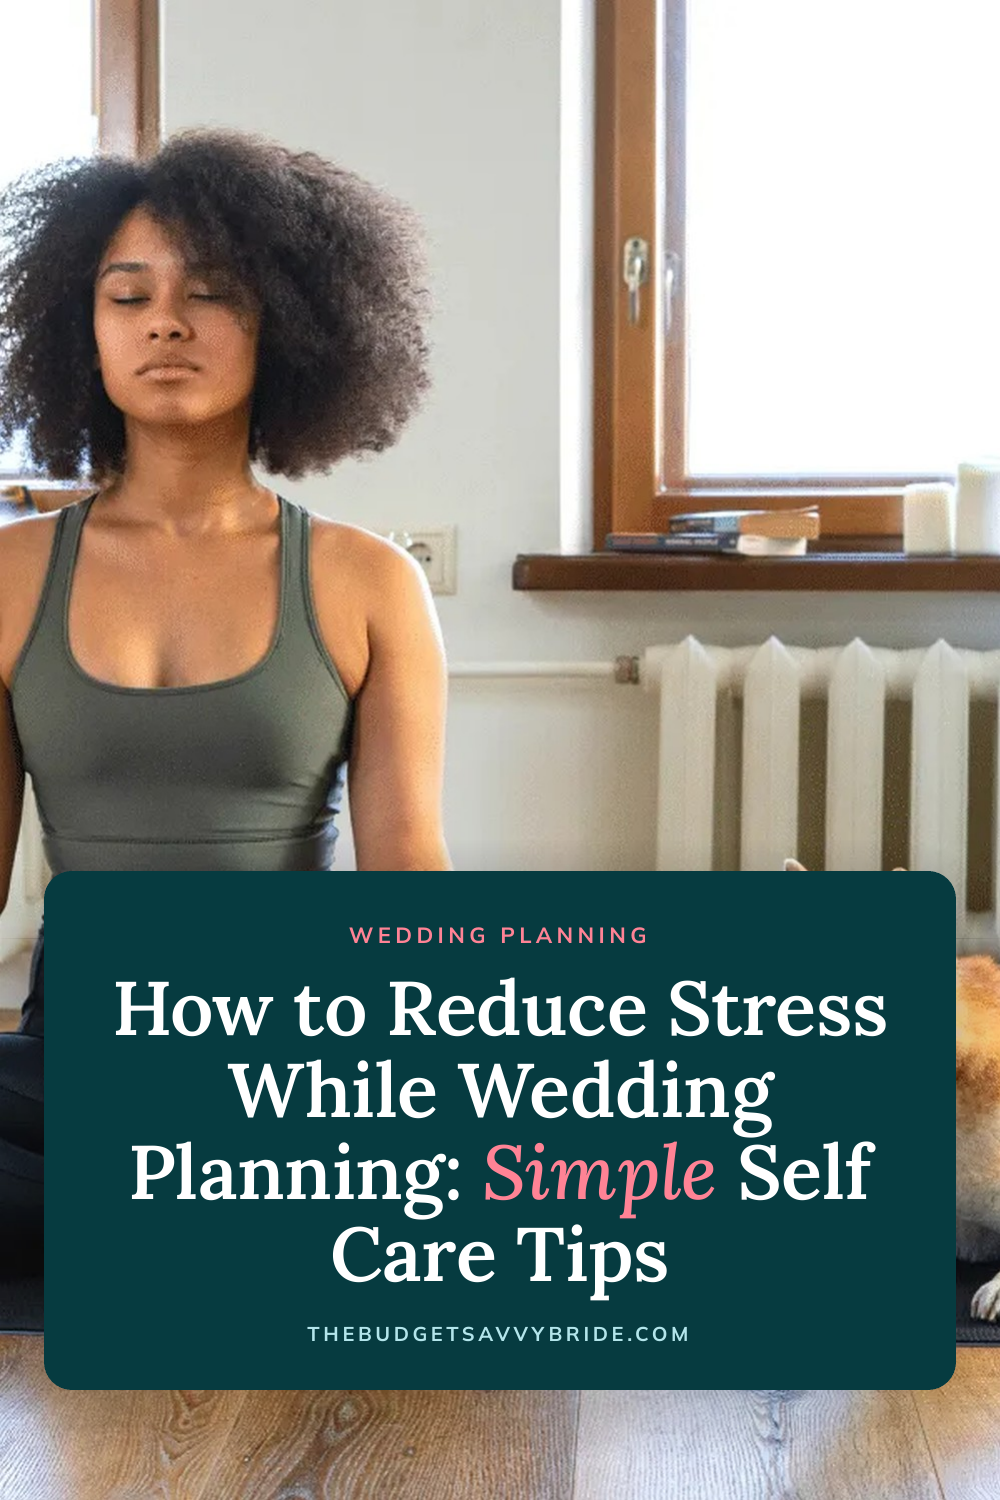 WEDDING PLANNING
How to Reduce Stress
While Wedding
Planning: Simple Self
Care Tips
THEBUDGETSAVVYBRIDE.COM